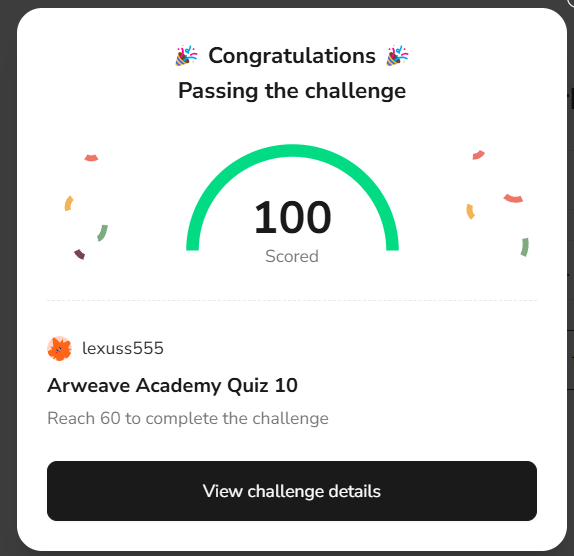 🎉 Congratulations 🎉
Passing the challenge
100
Scored
lexuss555
Arweave Academy Quiz 10
Reach 60 to complete the challenge
View challenge details